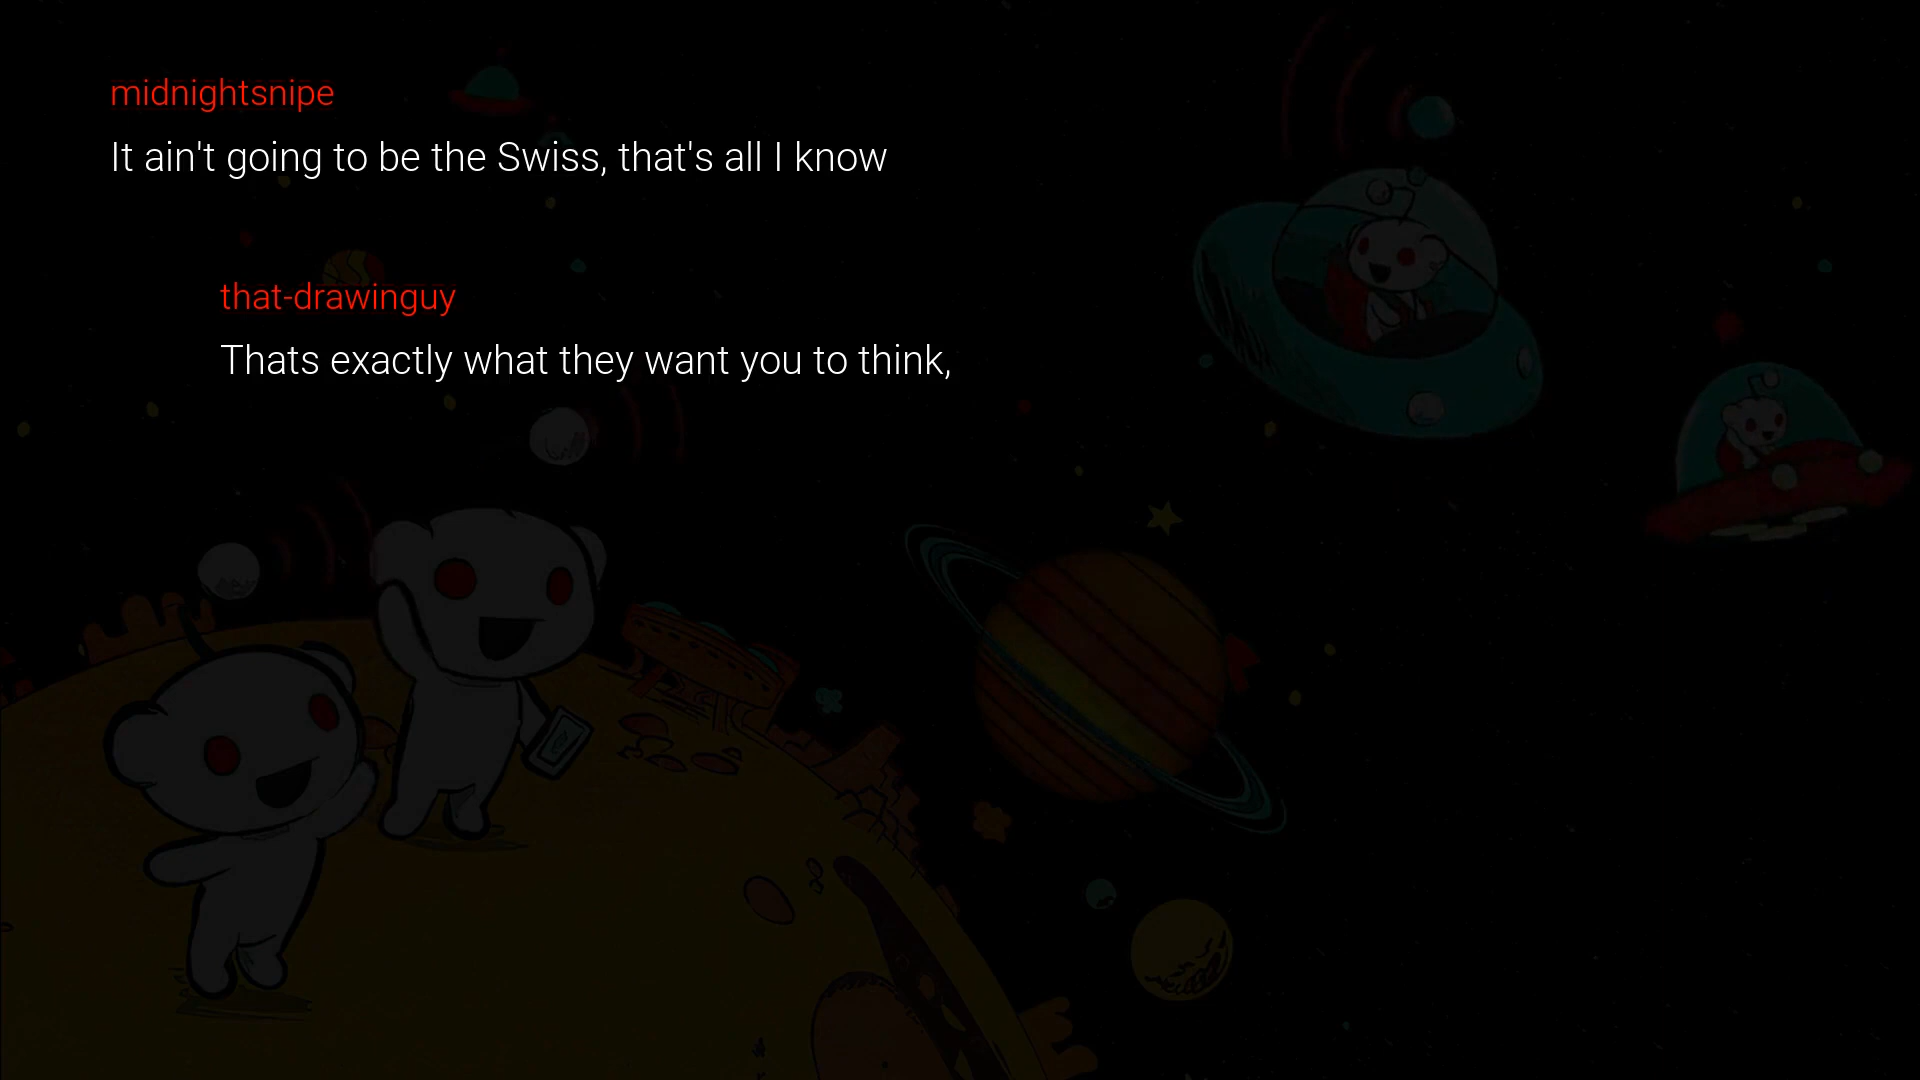 midnightsnipe
It ain't going to be the Swiss, that's all I know
that-drawinguy
Thats exactly what they want you to think,